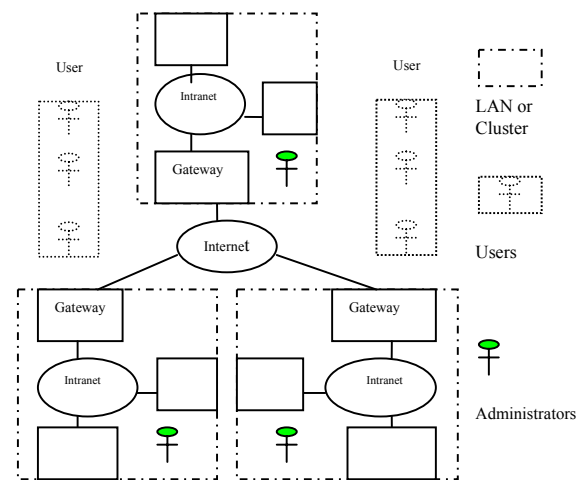 User
User
Intranet
LAN or
Cluster
Gateway
Users
Internet
Gateway
Gateway
Intranet
Intranet
Administrators